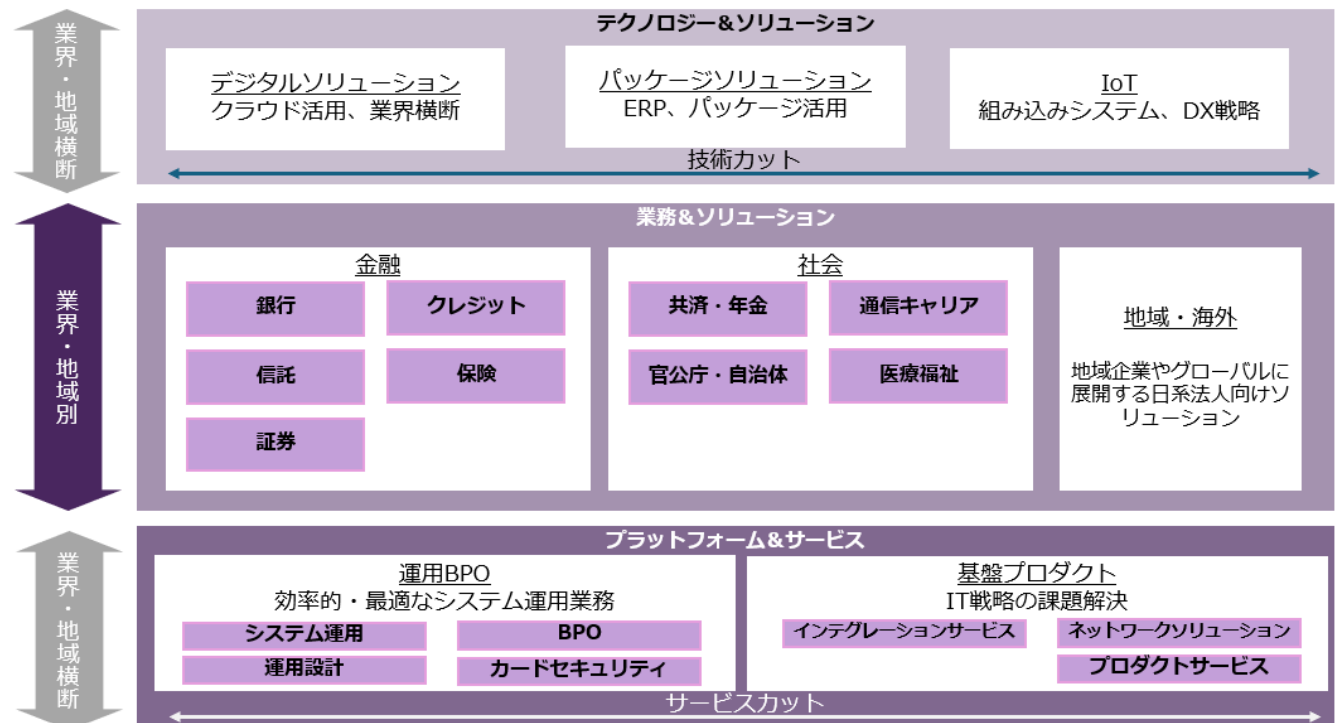 業界・地域横断
テクノロジー&ソリューション
デジタルソリューション
クラウド活用、業界横断
パッケージソリューション
ERP、パッケージ活用
IoT
組み込みシステム、DX戦略
技術カット
業界・地域別
業務&ソリューション
金融
銀行
クレジット
信託
保険
証券
社会
共済・年金
通信キャリア
官公庁・自治体
医療福祉
地域・海外
地域企業やグローバルに
展開する日系法人向けソ
リューション
業界・地域横断
プラットフォーム&サービス
運用BPO
効率的・最適なシステム運用業務
システム運用
BPO
運用設計
カードセキュリティ
基盤プロダクト
IT戦略の課題解決
インテグレーションサービス
ネットワークソリューション
プロダクトサービス
サービスカット